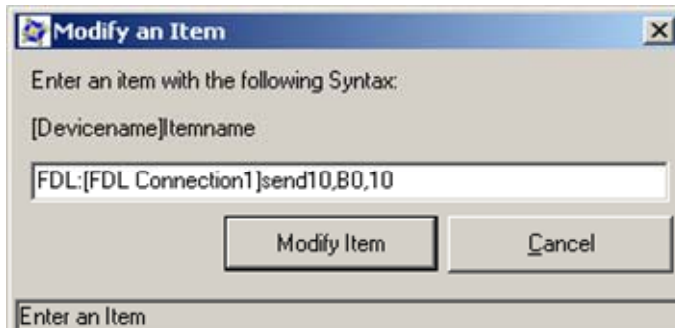 Modify an Item
Enter an item with the following Syntax:
[Devicename]Itemname
FDL:[FDL Connection1]send10,B0,10
Modify Item
Cancel
Enter an Item